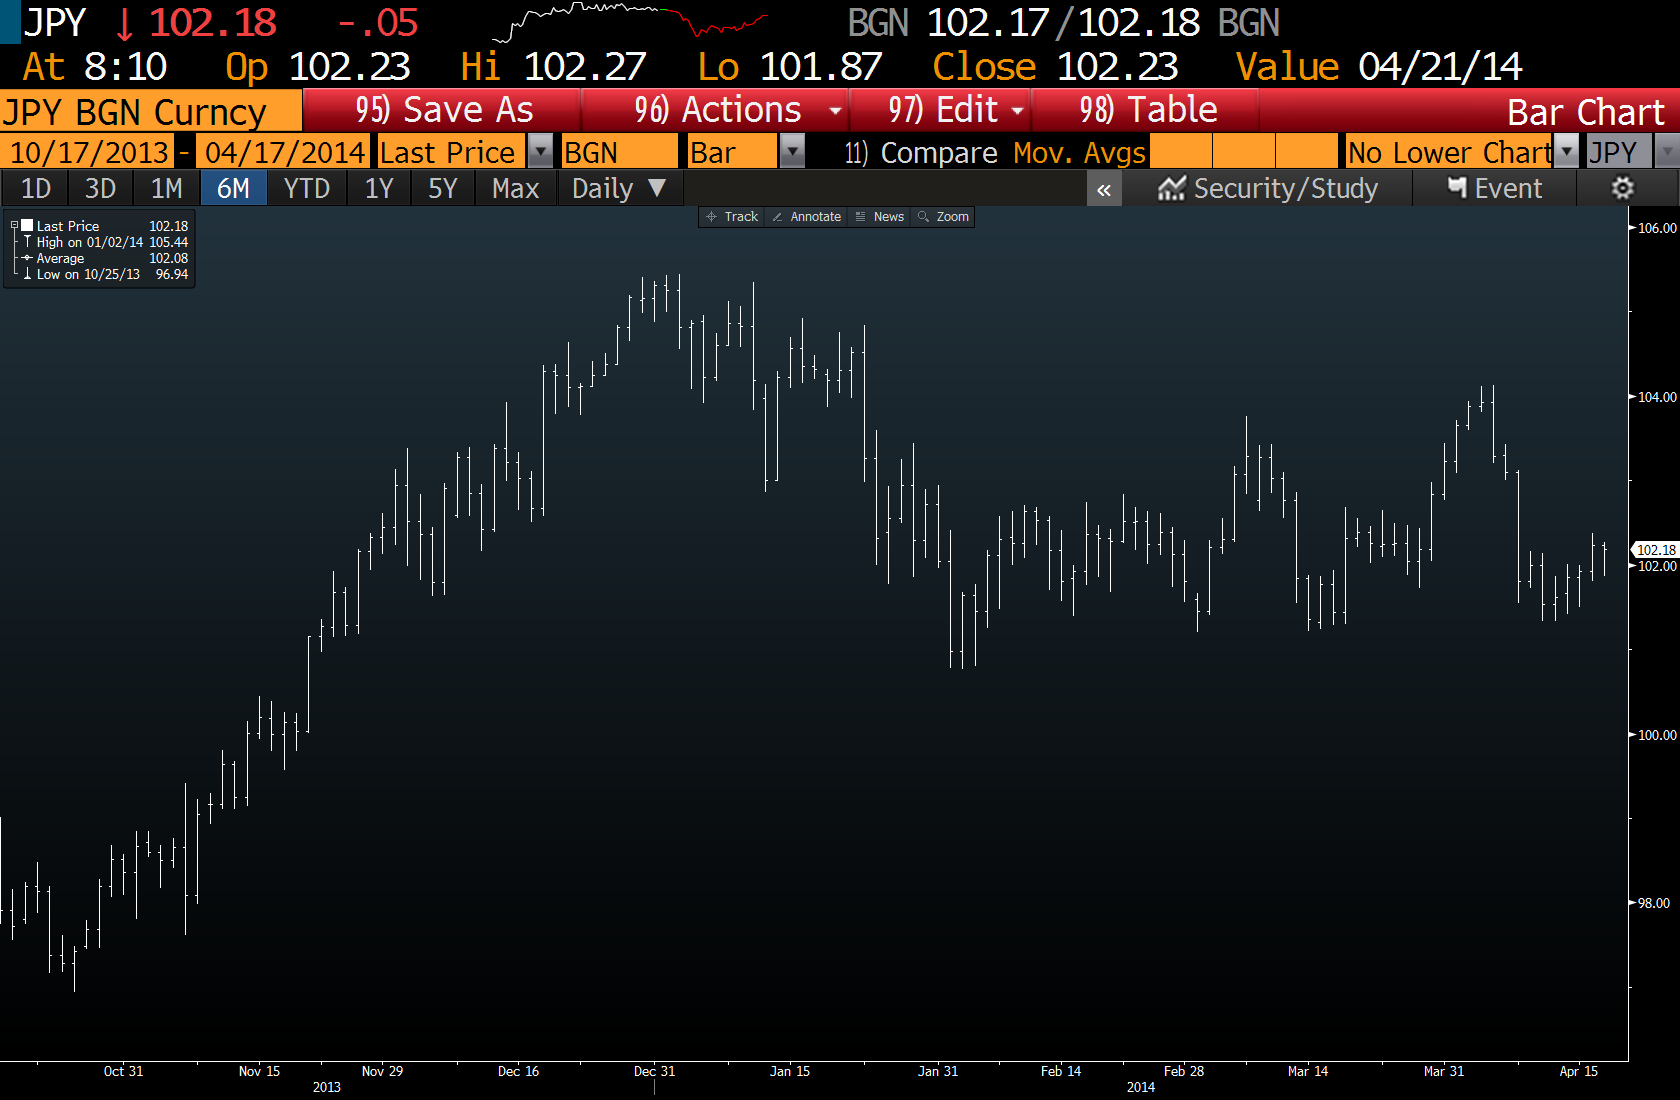 JPY ↓ 102.18 -.05 BGN 102.17/102.18 BGN
At 8:10 Op 102.23 Hi 102.27 Lo 101.87 Close 102.23 Value 04/21/14
JPY BGN Curncy 95) Save As 96) Actions 97) Edit 98) Table Bar Chart
10/17/2013 - 04/17/2014 Last Price BGN Bar 11) Compare Mov. Avgs No Lower Chart JPY
1D 3D 1M 6M YTD 1Y 5Y Max Daily ▼ « Security/Study Event
Track Annotate News Zoom
Last Price 102.18
High on 01/02/14 105.44
Average 102.08
Low on 10/25/13 96.94
106.00
104.00
102.18
102.00
100.00
98.00
Oct 31 Nov 15 Nov 29 Dec 16 Dec 31 Jan 15 Jan 31 Feb 14 Feb 28 Mar 14 Mar 31 Apr 15
2013 2014